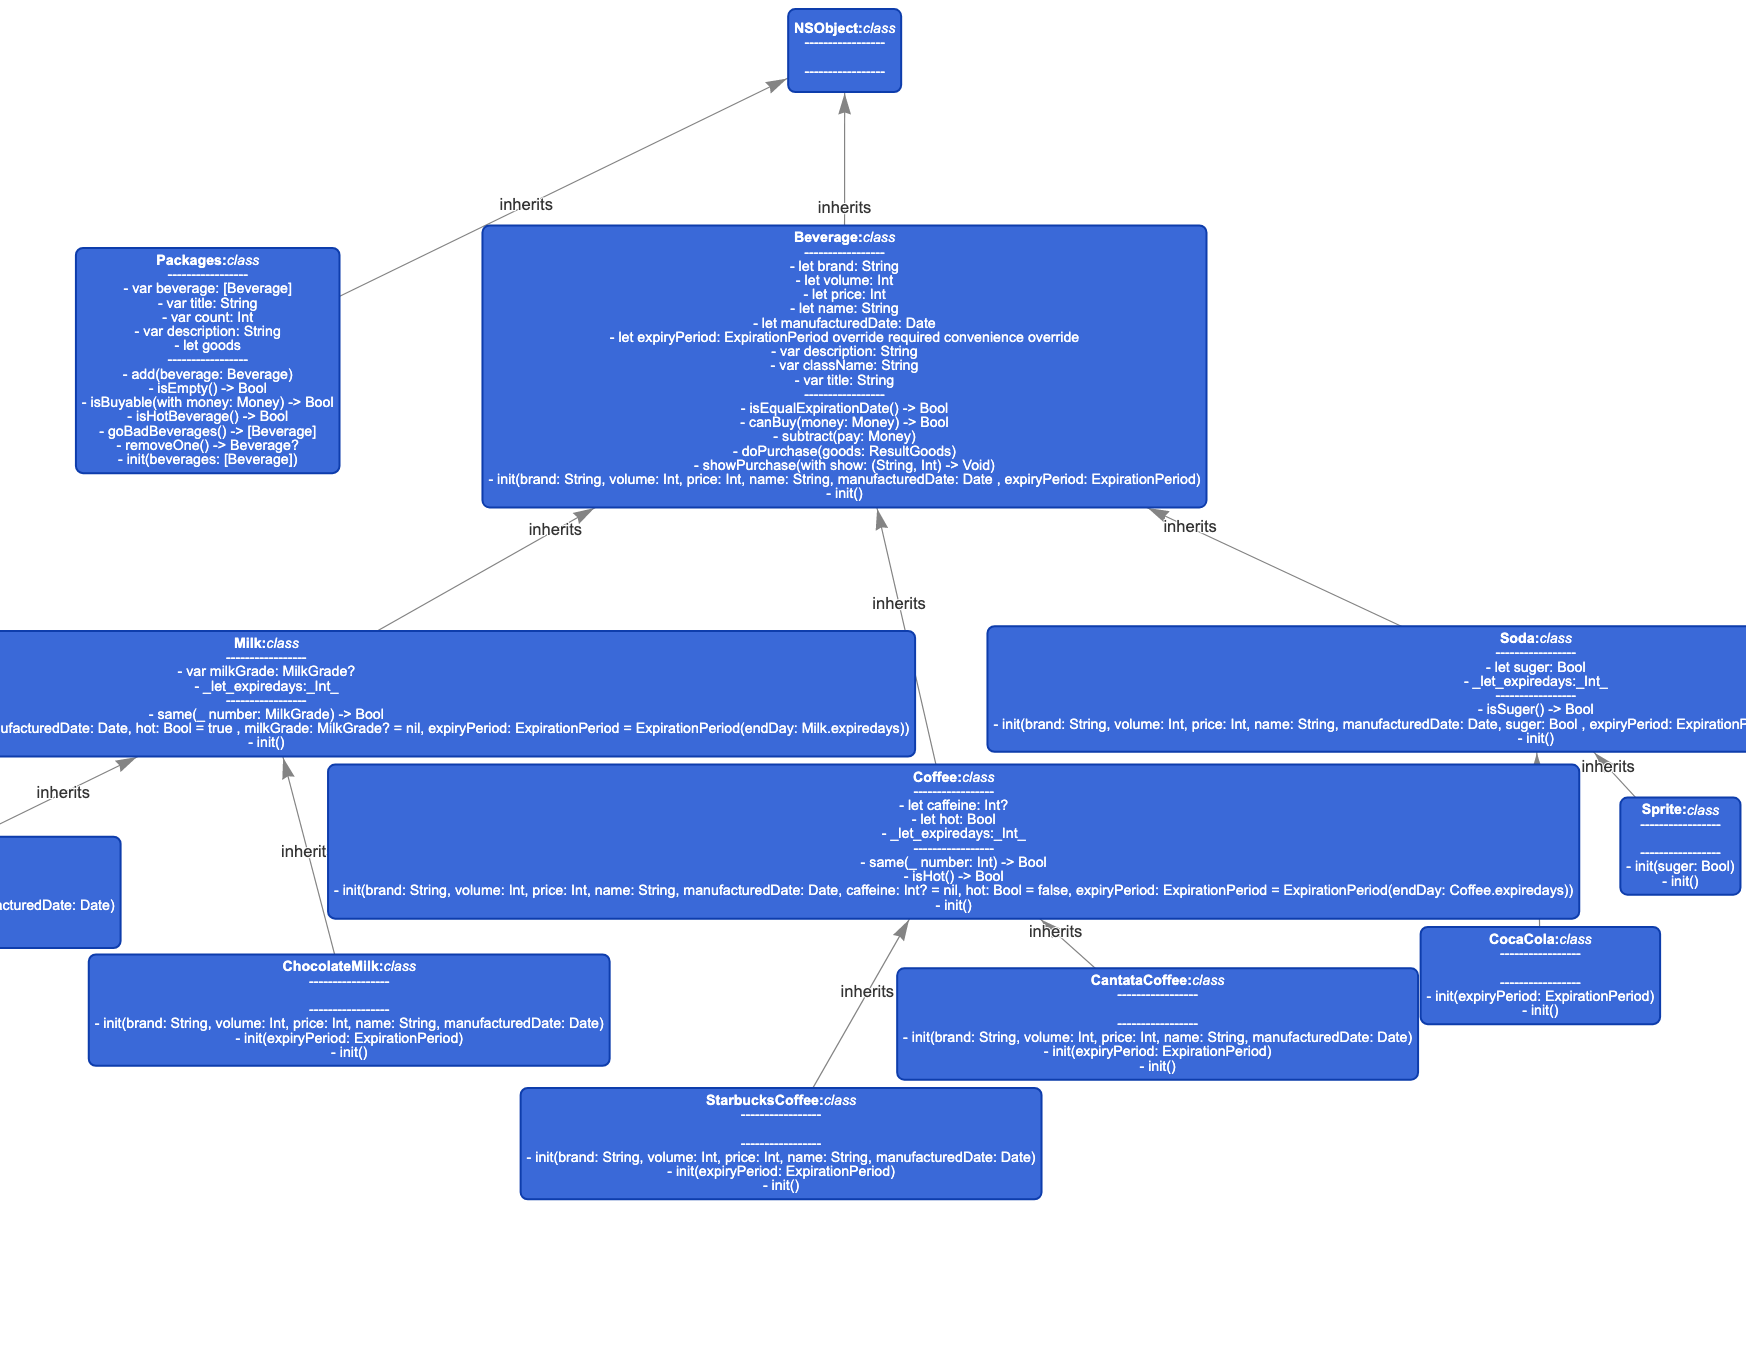 NSObject:class
-----------------
-----------------
inherits
inherits
Packages:class
-----------------
- var beverage: [Beverage]
- var title: String
- var count: Int
- var description: String
- let goods
-----------------
- add(beverage: Beverage)
- isEmpty() -> Bool
- isBuyable(with money: Money) -> Bool
- isHotBeverage() -> Bool
- goBadBeverages() -> [Beverage]
- removeOne() -> Beverage?
- init(beverages: [Beverage])
Beverage:class
-----------------
- let brand: String
- let volume: Int
- let price: Int
- let name: String
- let manufacturedDate: Date
- let expiryPeriod: ExpirationPeriod override required convenience override
- var description: String
- var className: String
- var title: String
-----------------
- isEqualExpirationDate() -> Bool
- canBuy(money: Money) -> Bool
- subtract(pay: Money)
- doPurchase(goods: ResultGoods)
- showPurchase(with show: (String, Int) -> Void)
- init(brand: String, volume: Int, price: Int, name: String, manufacturedDate: Date , expiryPeriod: ExpirationPeriod)
- init()
inherits
inherits
inherits
Milk:class
-----------------
- var milkGrade: MilkGrade?
- _let_expiredays:_Int_
-----------------
- same(_ number: MilkGrade) -> Bool
ufacturedDate: Date, hot: Bool = true , milkGrade: MilkGrade? = nil, expiryPeriod: ExpirationPeriod = ExpirationPeriod(endDay: Milk.expiredays))
- init()
Soda:class
-----------------
- let suger: Bool
- _let_expiredays:_Int_
-----------------
- isSuger() -> Bool
- init(brand: String, volume: Int, price: Int, name: String, manufacturedDate: Date, suger: Bool , expiryPeriod: Expiration
- init()
inherits
inherit
inherits
Coffee:class
-----------------
- let caffeine: Int?
- let hot: Bool
- _let_expiredays:_Int_
-----------------
- same(_ number: Int) -> Bool
- isHot() -> Bool
- init(brand: String, volume: Int, price: Int, name: String, manufacturedDate: Date, caffeine: Int? = nil, hot: Bool = false, expiryPeriod: ExpirationPeriod = ExpirationPeriod(endDay: Coffee.expiredays))
- init()
Sprite:class
-----------------
-----------------
- init(suger: Bool)
- init()
acturedDate: Date)
inherits
inherits
ChocolateMilk:class
-----------------
-----------------
- init(brand: String, volume: Int, price: Int, name: String, manufacturedDate: Date)
- init(expiryPeriod: ExpirationPeriod)
- init()
CantataCoffee:class
-----------------
-----------------
- init(brand: String, volume: Int, price: Int, name: String, manufacturedDate: Date)
- init(expiryPeriod: ExpirationPeriod)
- init()
CocaCola:class
-----------------
-----------------
- init(expiryPeriod: ExpirationPeriod)
- init()
StarbucksCoffee:class
-----------------
-----------------
- init(brand: String, volume: Int, price: Int, name: String, manufacturedDate: Date)
- init(expiryPeriod: ExpirationPeriod)
- init()